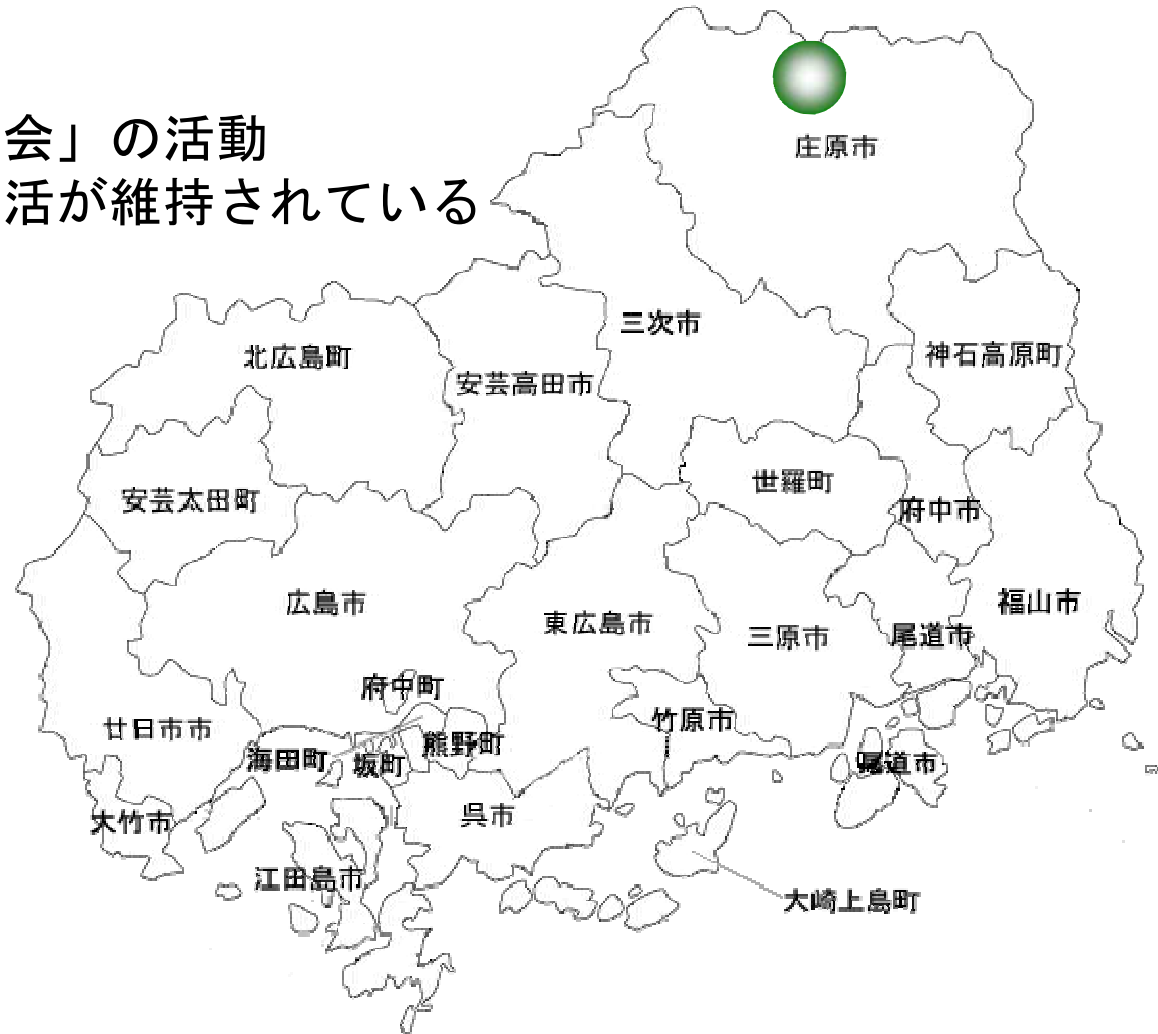 会」の活動
活が維持されている
庄原市
三次市
神石高原町
北広島町
安芸高田市
世羅町
安芸太田町
府中市
広島市
東広島市
福山市
三原市
尾道市
府中町
竹原市
廿日市市
熊野町
海田町
坂町
尾道市
呉市
大竹市
江田島市
大崎上島町